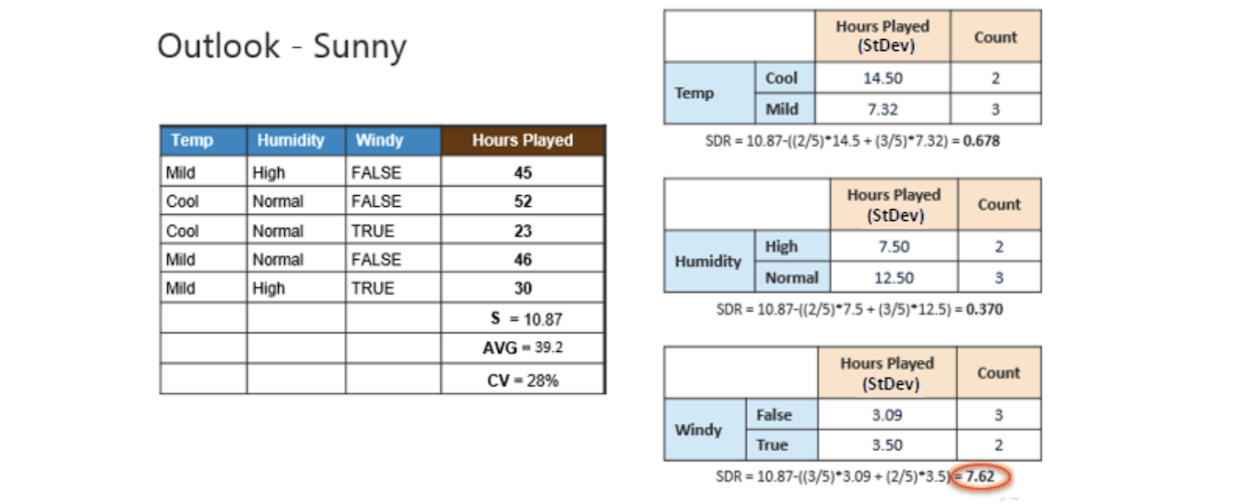 Outlook - Sunny
Temp Humidity Windy Hours Played
Mild High FALSE 45
Cool Normal FALSE 52
Cool Normal TRUE 23
Mild Normal FALSE 46
Mild High TRUE 30
S = 10.87
AVG = 39.2
CV = 28%
Hours Played
(StDev) Count
Temp Cool 14.50 2
Mild 7.32 3
SDR = 10.87-((2/5)*14.5 + (3/5)*7.32) = 0.678
Hours Played
(StDev) Count
Humidity High 7.50 2
Normal 12.50 3
SDR = 10.87-((2/5)*7.5 + (3/5)*12.5) = 0.370
Hours Played
(StDev) Count
Windy False 3.09 3
True 3.50 2
SDR = 10.87-((3/5)*3.09 + (2/5)*3.5) = 7.62